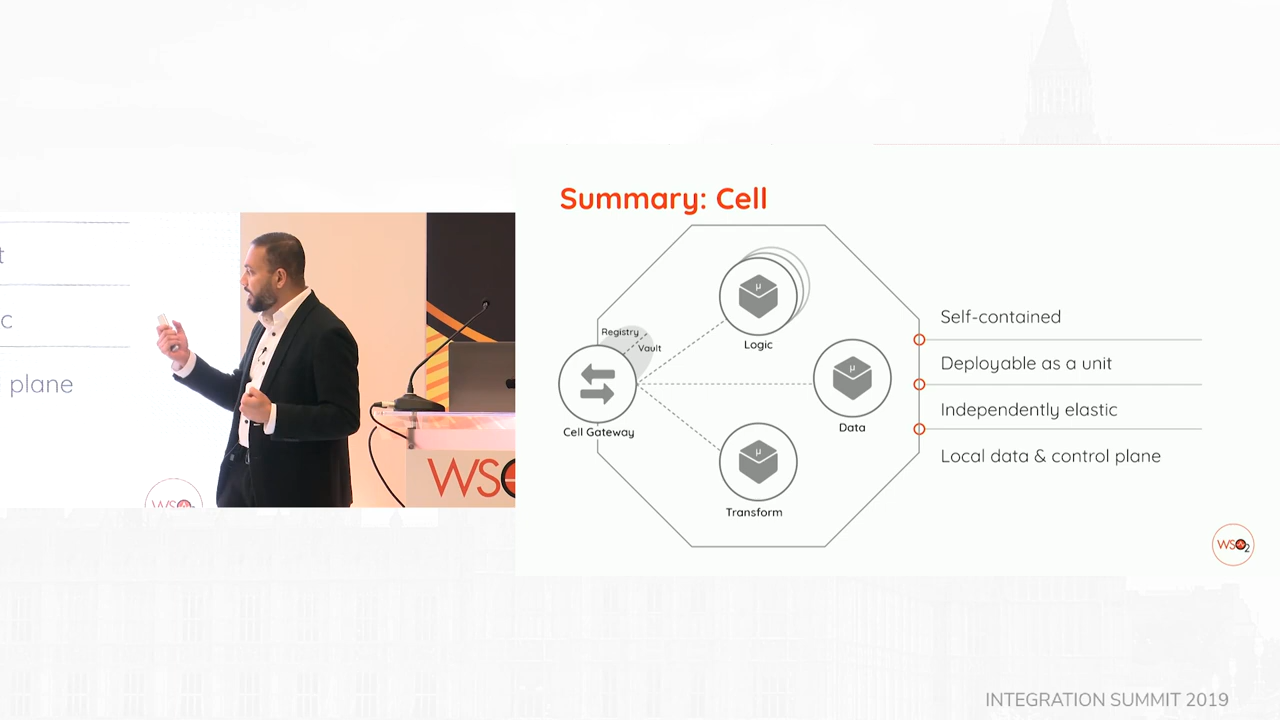 Summary: Cell
Registry
Vault
μ
Logic
μ
Data
Cell Gateway
μ
Transform
Self-contained
Deployable as a unit
Independently elastic
Local data & control plane
WSO2
t
c
plane
WSO2
WSO
INTEGRATION SUMMIT 2019